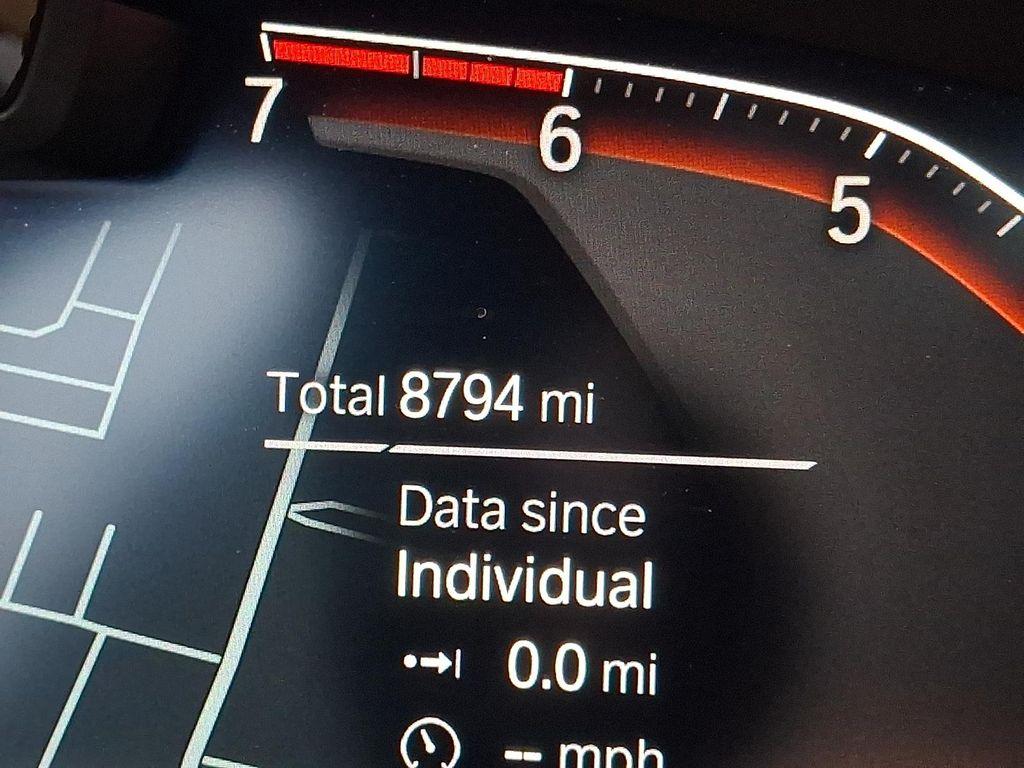 7
6
5
Total 8794 mi
Data since
Individual
0.0 mi
-- mph